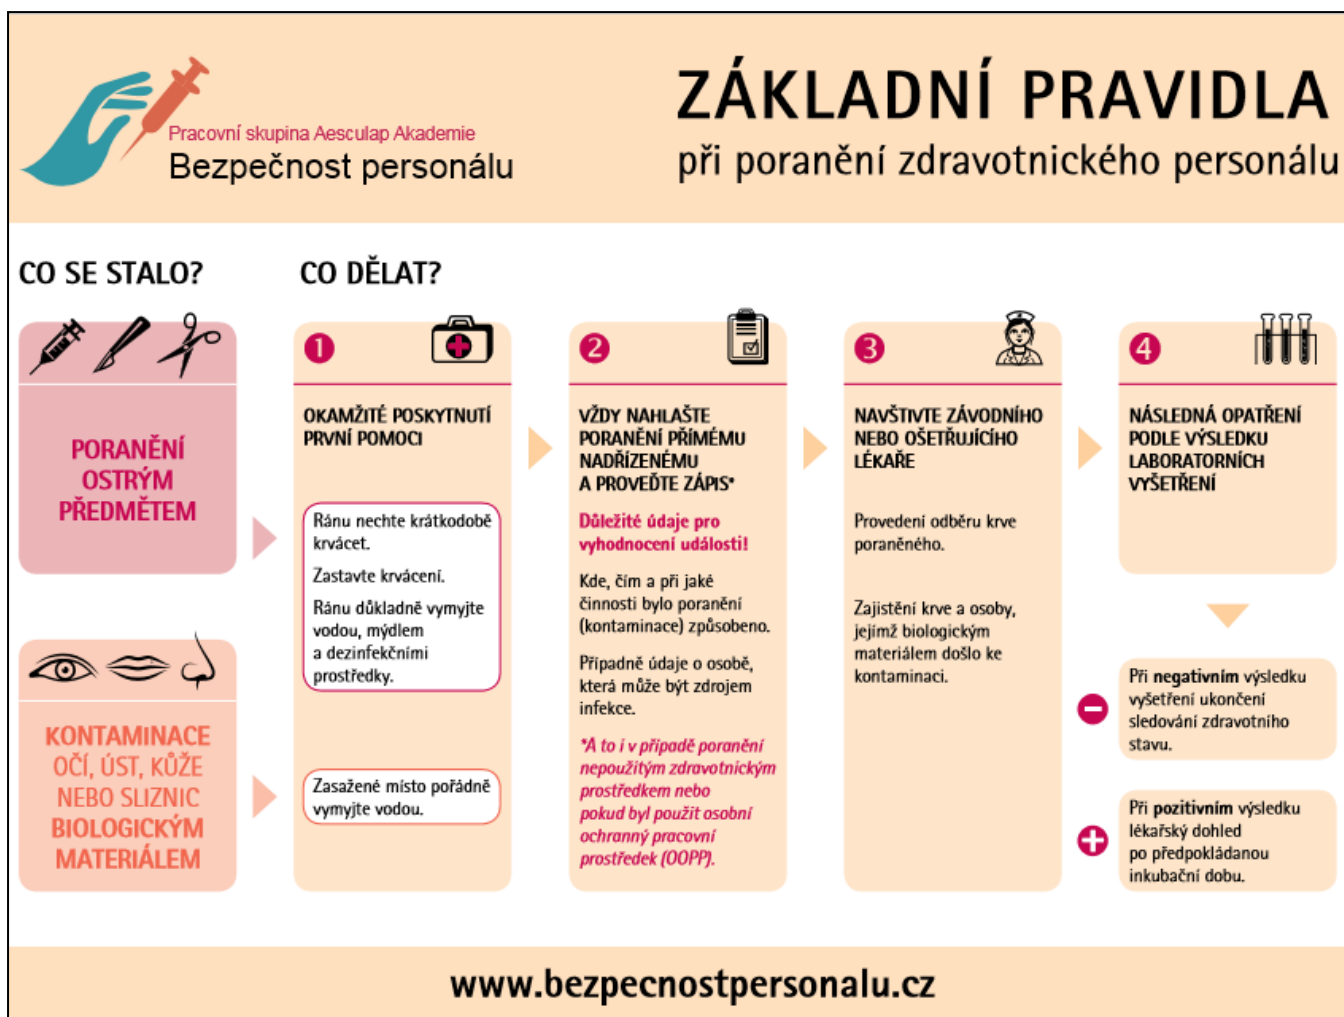 Pracovní skupina Aesculap Akademie
Bezpečnost personálu
ZÁKLADNÍ PRAVIDLA
při poranění zdravotnického personálu
CO SE STALO?
CO DĚLAT?
PORANĚNÍ
OSTRÝM
PŘEDMĚTEM
KONTAMINACE
OČÍ, ÚST, KŮŽE
NEBO SLIZNIC
BIOLOGICKÝM
MATERIÁLEM
1
OKAMŽITÉ POSKYTNUTÍ
PRVNÍ POMOCI
Ránu nechte krátkodobě
krvácet.
Zastavte krvácení.
Ránu důkladně vymyjte
vodou, mýdlem
a dezinfekčními
prostředky.
Zasažené místo pořádně
vymyjte vodou.
2
VŽDY NAHLAŠTE
PORANĚNÍ PŘÍMÉMU
NADŘÍZENÉMU
A PROVEĎTE ZÁPIS*
Důležité údaje pro
vyhodnocení události!
Kde, čím a při jaké
činnosti bylo poranění
(kontaminace) způsobeno.
Případně údaje o osobě,
která může být zdrojem
infekce.
*A to i v případě poranění
nepoužitým zdravotnickým
prostředkem nebo
pokud byl použit osobní
ochranný pracovní
prostředek (OOPP).
3
NAVŠTIVTE ZÁVODNÍHO
NEBO OŠETŘUJÍCÍHO
LÉKAŘE
Provedení odběru krve
poraněného.
Zajistění krve a osoby,
jejímž biologickým
materiálem došlo ke
kontaminaci.
4
NÁSLEDNÁ OPATŘENÍ
PODLE VÝSLEDKU
LABORATORNÍCH
VYŠETŘENÍ
Při negativním výsledku
vyšetření ukončení
sledování zdravotního
stavu.
Při pozitivním výsledku
lékařský dohled
po předpokládanou
inkubační dobu.
www.bezpecnostpersonalu.cz